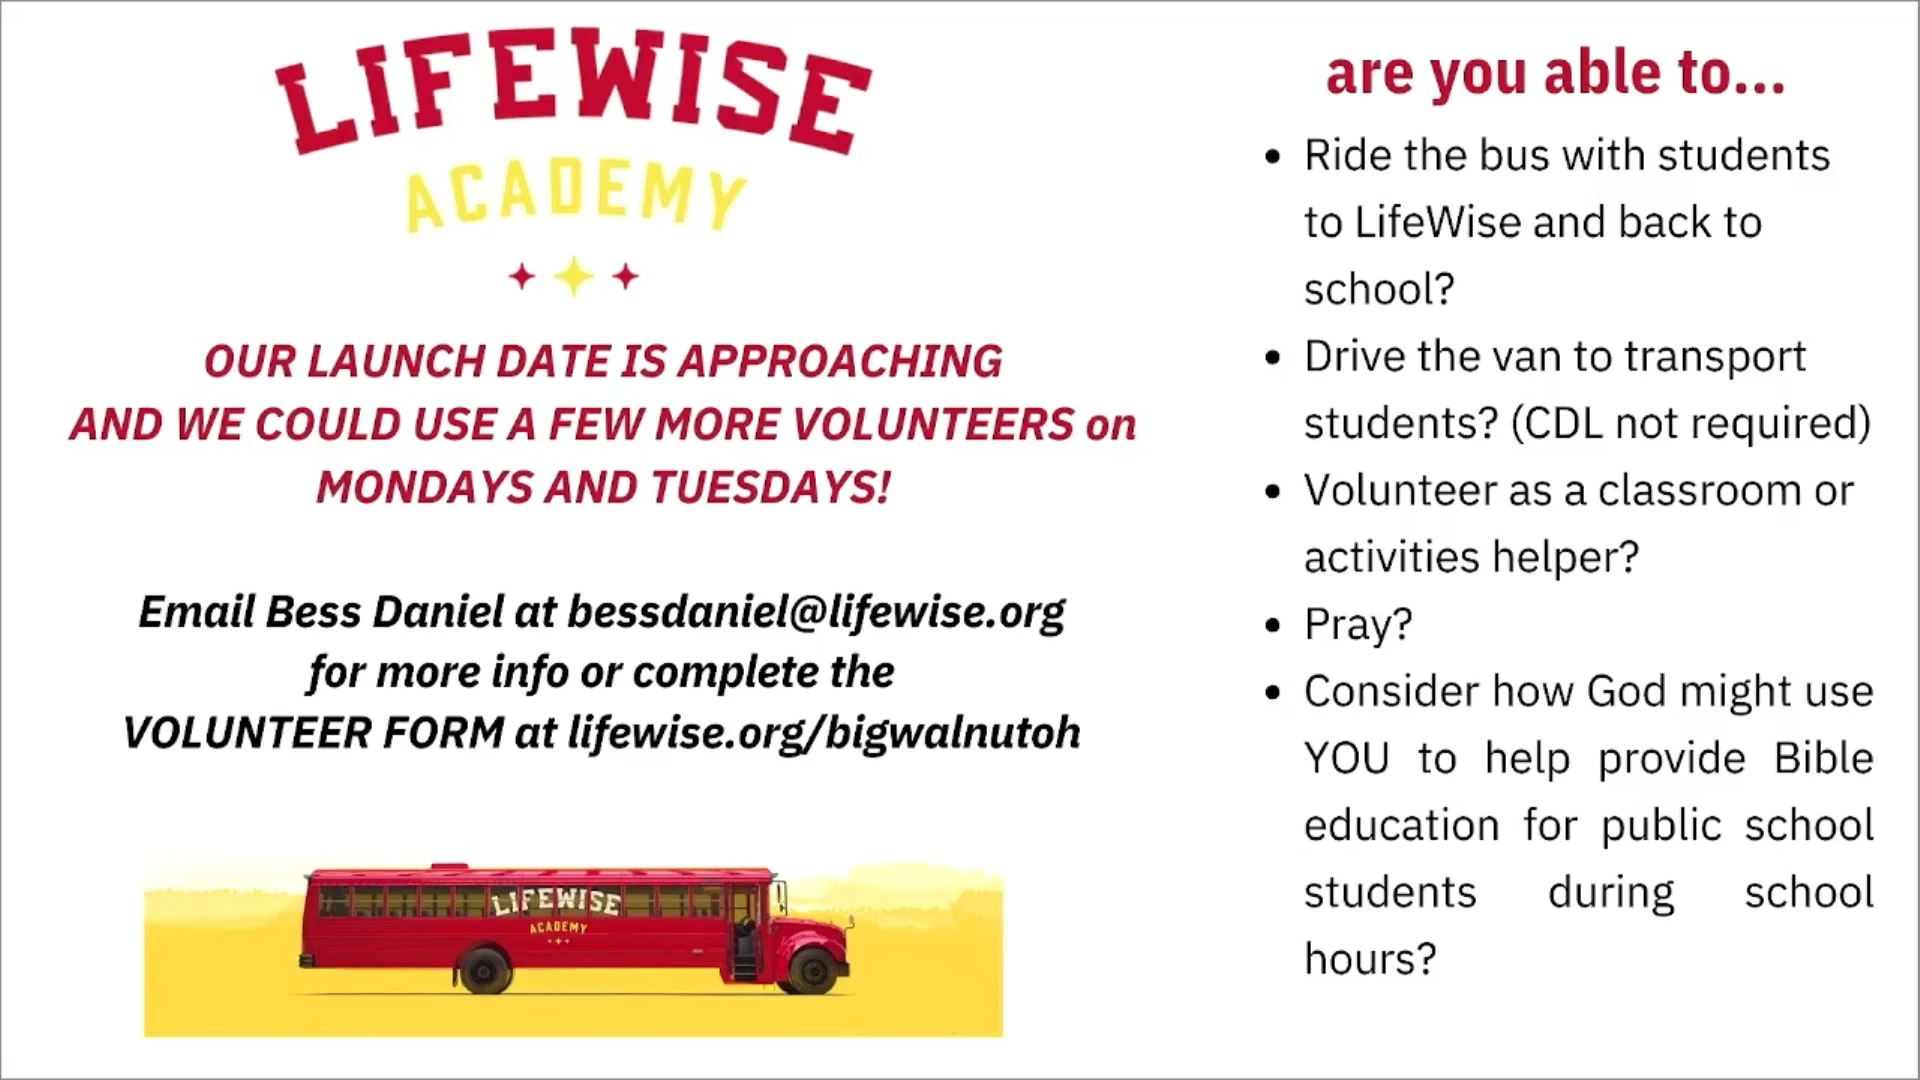 LIFEWISE
ACADEMY
OUR LAUNCH DATE IS APPROACHING
AND WE COULD USE A FEW MORE VOLUNTEERS on
MONDAYS AND TUESDAYS!
Email Bess Daniel at bessdaniel@lifewise.org
for more info or complete the
VOLUNTEER FORM at lifewise.org/bigwalnutoh
LIFEWISE
ACADEMY
are you able to...
• Ride the bus with students
to LifeWise and back to
school?
• Drive the van to transport
students? (CDL not required)
• Volunteer as a classroom or
activities helper?
• Pray?
• Consider how God might use
YOU to help provide Bible
education for public school
students during school
hours?